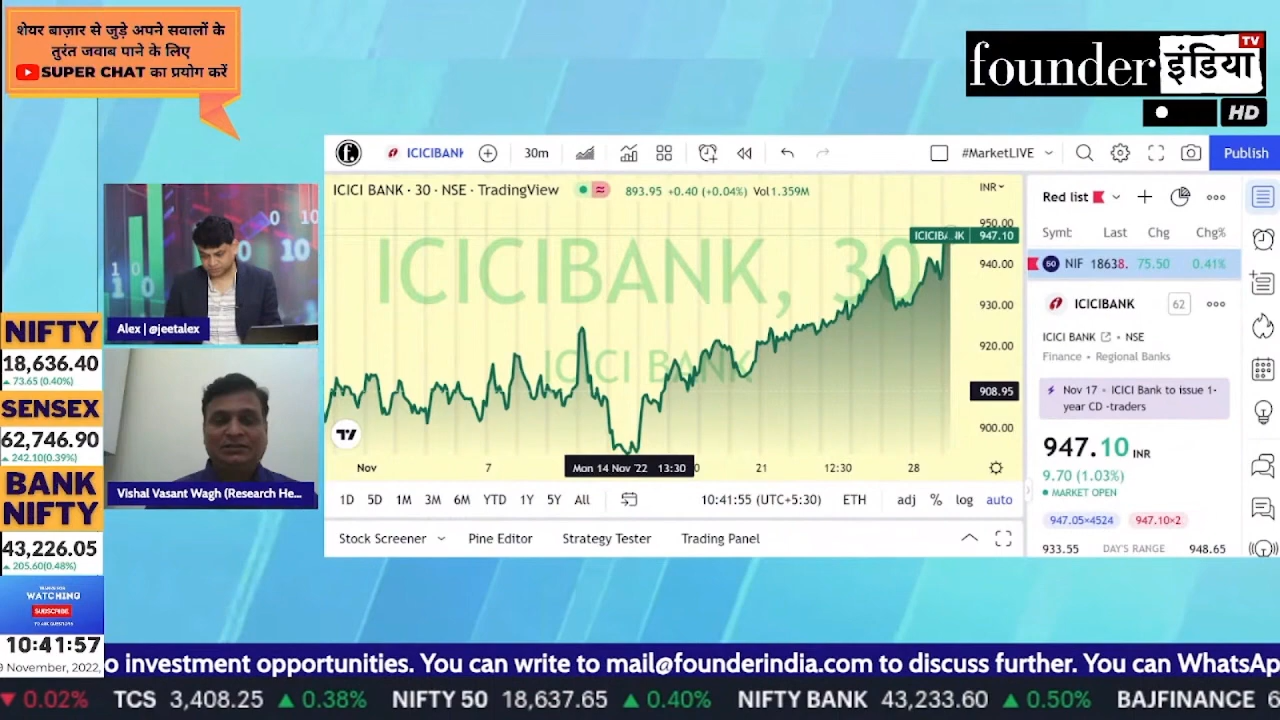 शेयर बाज़ार से जुड़े अपने सवालों के
तुरंत जवाब पाने के लिए
SUPER CHAT का प्रयोग करें
founder इंडिया TV
HD
ICICIBANK 30m #MarketLIVE Publish
ICICI BANK · 30 · NSE · TradingView 893.95 +0.40 (+0.04%) Vol 1.359M INR
ICICIBANK, 30
ICICI BANK
950.00
ICICIBANK 947.10
940.00
930.00
920.00
908.95
900.00
Nov 7 Mon 14 Nov '22 13:30 21 12:30 28
1D 5D 1M 3M 6M YTD 1Y 5Y All 10:41:55 (UTC+5:30) ETH adj % log auto
Stock Screener Pine Editor Strategy Tester Trading Panel
Red list
Last Chg Chg%
50 NIF 18638. 75.50 0.41%
ICICIBANK 62
ICICI BANK • NSE
Finance • Regional Banks
Nov 17 • ICICI Bank to issue 1-
year CD -traders
947.10 INR
9.70 (1.03%)
MARKET OPEN
947.05×4524 947.10×2
933.55 DAY'S RANGE 948.65
Alex | @jeetalex
Vishal Vasant Wagh (Research He...
NIFTY
18,636.40
73.65 (0.40%)
SENSEX
62,746.90
242.10(0.39%)
BANK
NIFTY
43,226.05
205.60(0.48%)
WATCHING
SUBSCRIBE
TO ASK QUESTIONS
10:41:57
9 November, 2022,
o investment opportunities. You can write to mail@founderindia.com to discuss further. You can WhatsAp
0.02% TCS 3,408.25 0.38% NIFTY 50 18,637.65 0.40% NIFTY BANK 43,233.60 0.50% BAJFINANCE 6